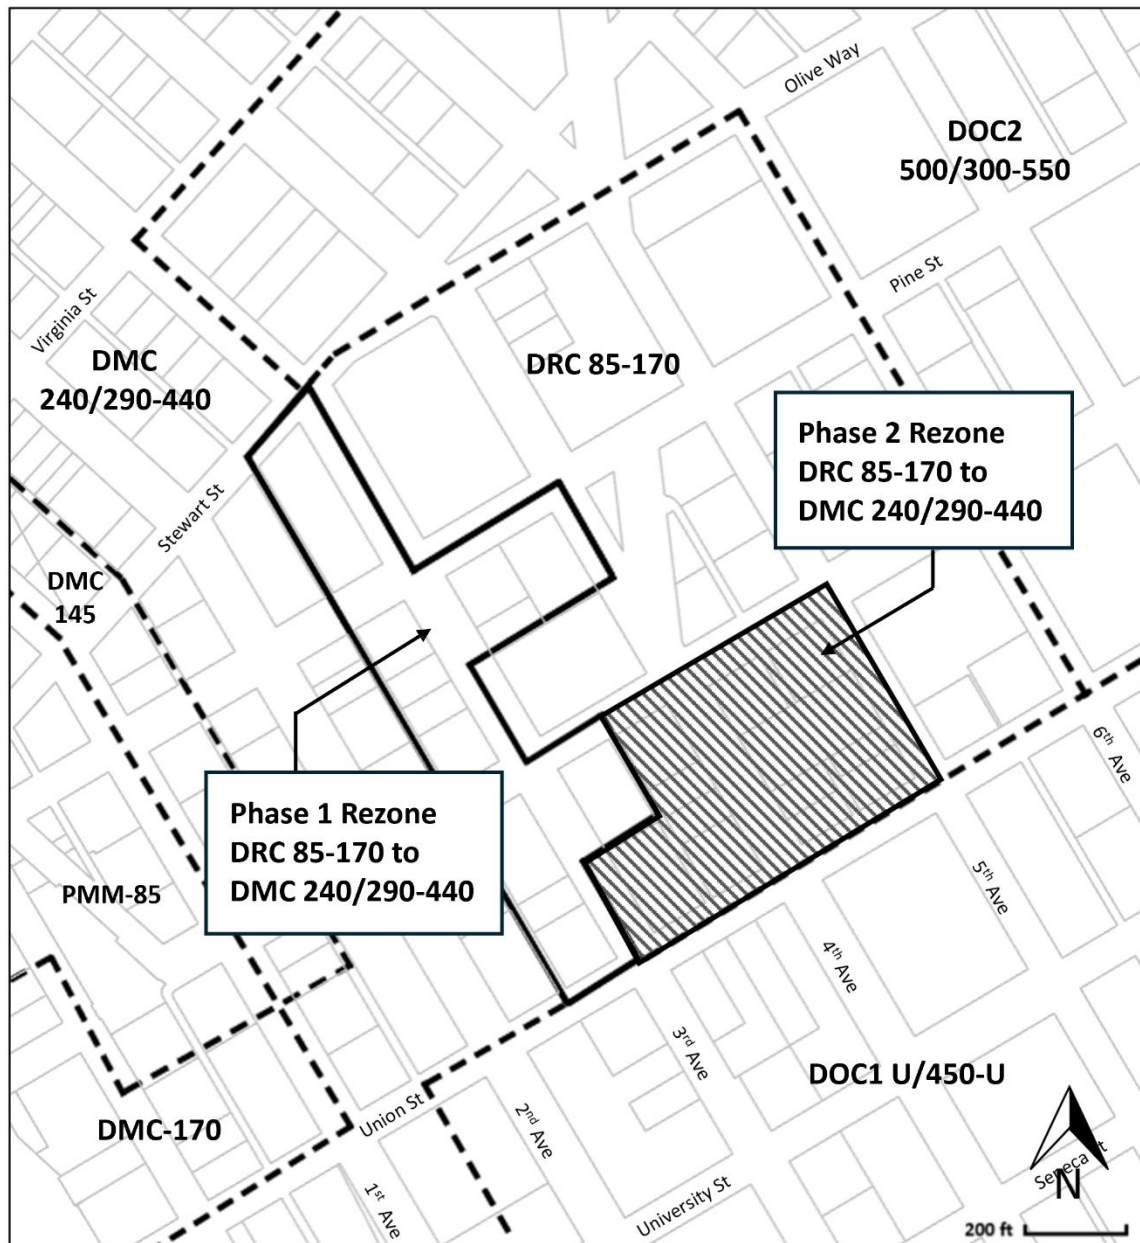 Olive Way
DOC2
500/300-550
Pine St
Virginia St
DMC
240/290-440
DRC 85-170
Phase 2 Rezone
DRC 85-170 to
DMC 240/290-440
Stewart St
DMC
145
Phase 1 Rezone
DRC 85-170 to
DMC 240/290-440
6th Ave
PMM-85
5th Ave
4th Ave
3rd Ave
DOC1 U/450-U
Union St
2nd Ave
DMC-170
1st Ave
University St
Seneca St
N
200 ft